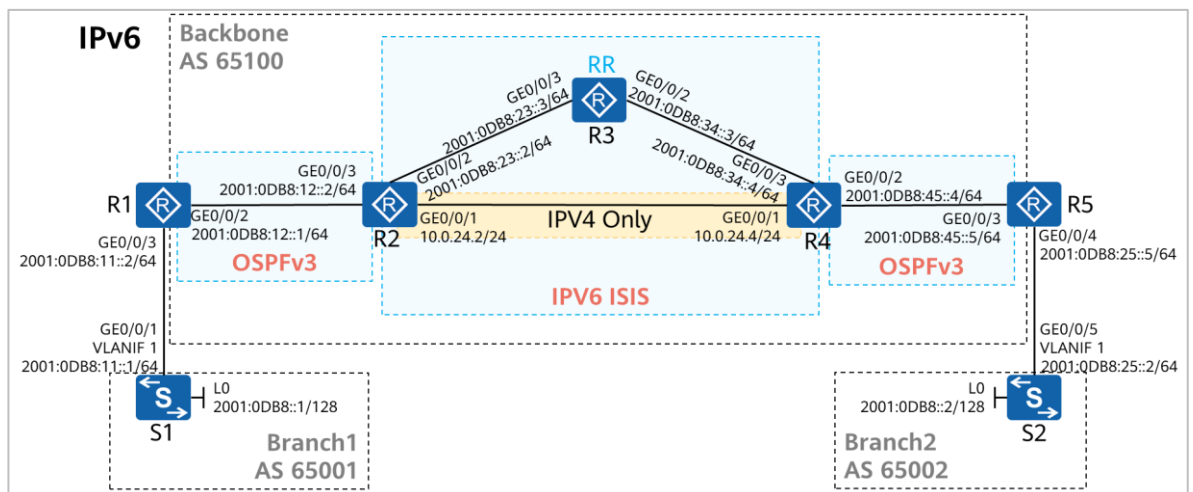 IPv6
Backbone
AS 65100
RR
R
R3
GE0/0/3
2001:0DB8:23::3/64
GE0/0/2
2001:0DB8:34::3/64
GE0/0/2
2001:0DB8:23::2/64
GE0/0/3
2001:0DB8:34::4/64
GE0/0/3
2001:0DB8:12::2/64
GE0/0/2
2001:0DB8:45::4/64
R1
R
R
R2
IPV4 Only
R
R4
R
R5
GE0/0/2
2001:0DB8:12::1/64
GE0/0/1
10.0.24.2/24
GE0/0/1
10.0.24.4/24
GE0/0/3
2001:0DB8:45::5/64
GE0/0/3
2001:0DB8:11::2/64
GE0/0/4
2001:0DB8:25::5/64
OSPFv3
IPV6 ISIS
OSPFv3
GE0/0/1
VLANIF 1
2001:0DB8:11::1/64
GE0/0/5
VLANIF 1
2001:0DB8:25::2/64
S
S1
L0
2001:0DB8::1/128
L0
2001:0DB8::2/128
S
S2
Branch1
AS 65001
Branch2
AS 65002